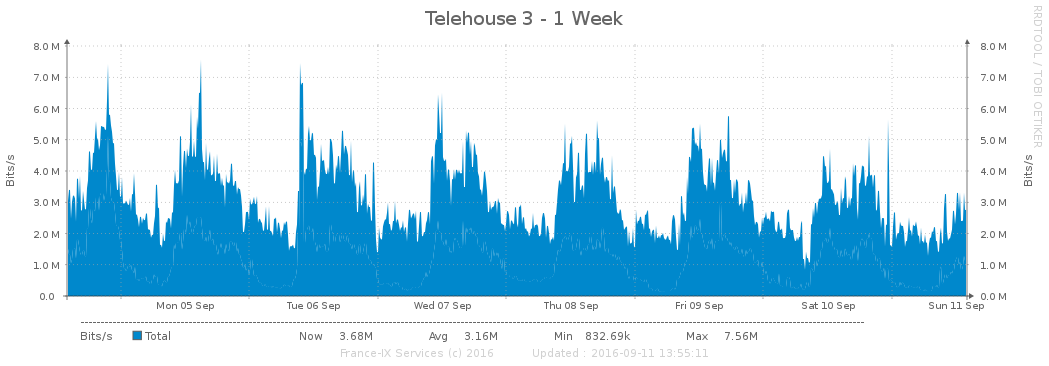 Telehouse 3 - 1 Week
RRDTOOL / TOBI OETIKER
Bits/s
8.0 M
7.0 M
6.0 M
5.0 M
4.0 M
3.0 M
2.0 M
1.0 M
0.0
8.0 M
7.0 M
6.0 M
5.0 M
4.0 M
3.0 M
2.0 M
1.0 M
0.0 M
Bits/s
Mon 05 Sep Tue 06 Sep Wed 07 Sep Thu 08 Sep Fri 09 Sep Sat 10 Sep Sun 11 Sep
Bits/s Total Now 3.68M Avg 3.16M Min 832.69k Max 7.56M
France-IX Services (c) 2016 Updated : 2016-09-11 13:55:11